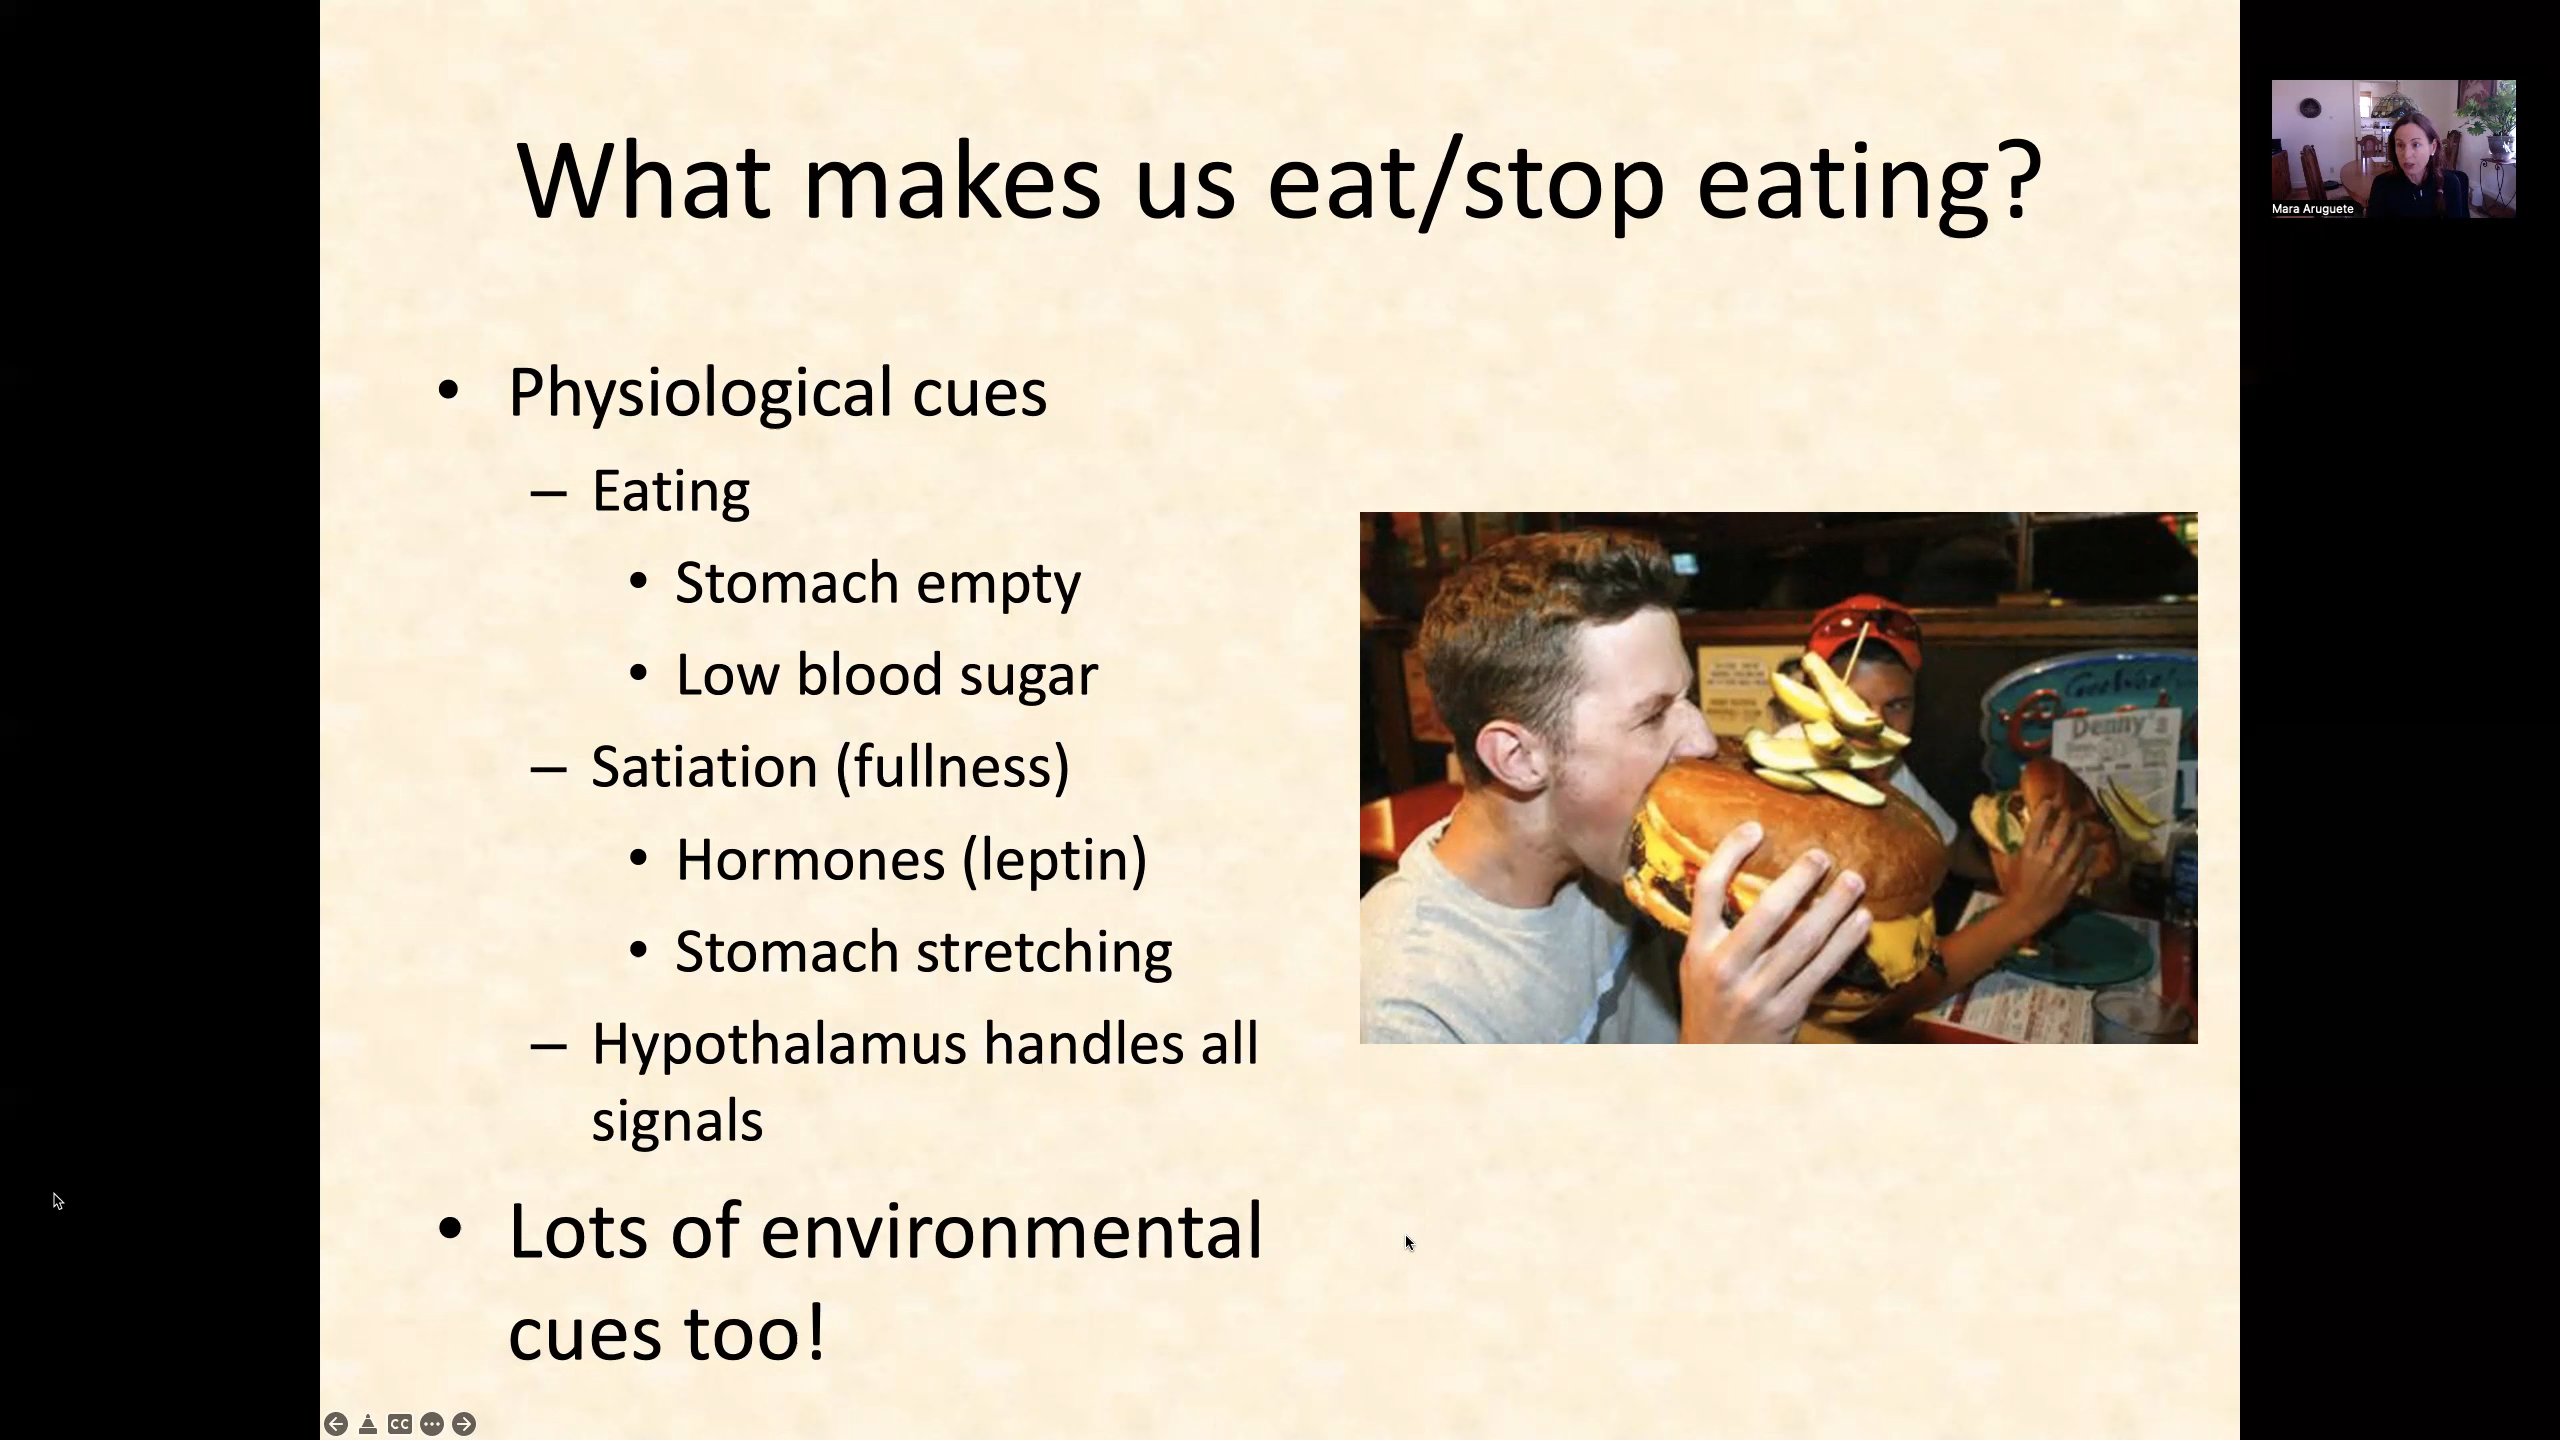 What makes us eat/stop eating?
Mara Aruguete
• Physiological cues
– Eating
• Stomach empty
• Low blood sugar
– Satiation (fullness)
• Hormones (leptin)
• Stomach stretching
– Hypothalamus handles all
signals
• Lots of environmental
cues too!
Denny's
CC